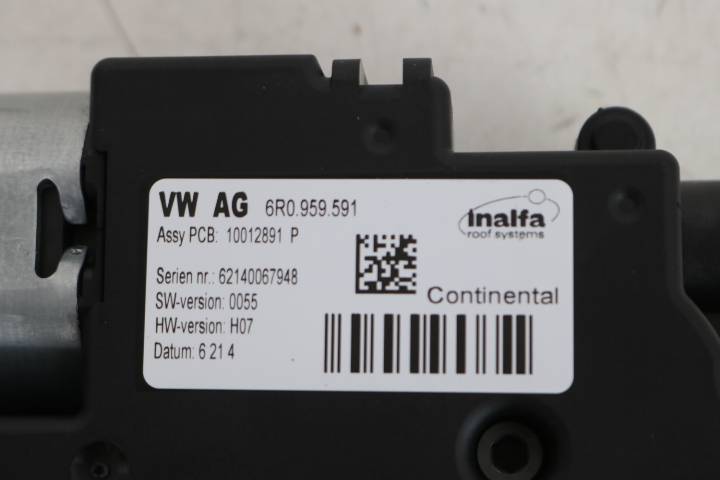 VW AG 6R0.959.591
Inalfa
roof systems
Assy PCB: 10012891 P
Serien nr.: 62140067948
SW-version: 0055
Continental
HW-version: H07
Datum: 6 21 4